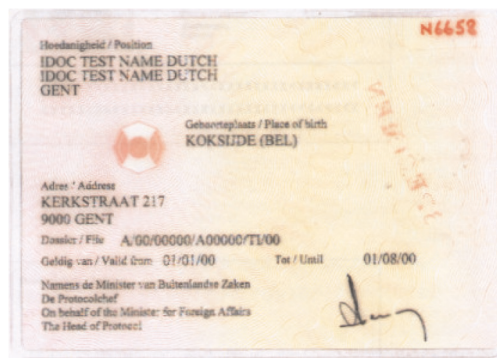 N6658
Hoedanigheid / Position
IDOC TEST NAME DUTCH
IDOC TEST NAME DUTCH
GENT
Geboorteplaats / Place of birth
KOKSIJDE (BEL)
Adres / Address
KERKSTRAAT 217
9000 GENT
Dossier / File A/00/00000/A00000/TI/00
Geldig van / Valid from 01/01/00 Tot / Until 01/08/00
Namens de Minister van Buitenlandse Zaken
De Protocolchef
On behalf of the Minister for Foreign Affairs
The Head of Protocol